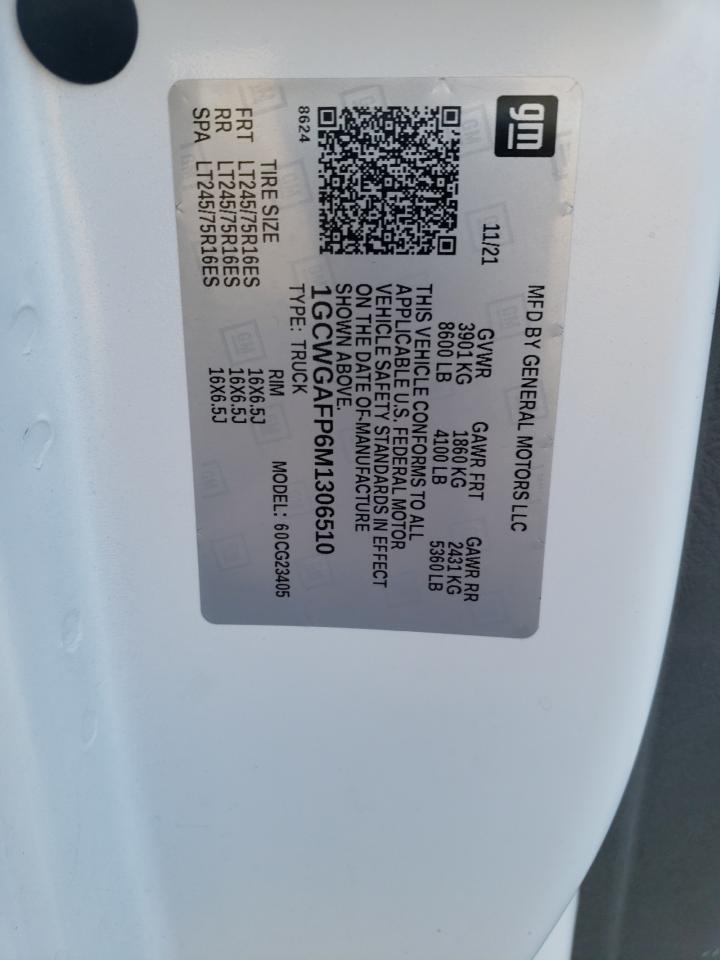 gm
MFD BY GENERAL MOTORS LLC
11/21
GVWR GAWR FRT GAWR RR
3901 KG 1860 KG 2431 KG
8600 LB 4100 LB 5360 LB
THIS VEHICLE CONFORMS TO ALL
APPLICABLE U.S. FEDERAL MOTOR
VEHICLE SAFETY STANDARDS IN EFFECT
ON THE DATE OF MANUFACTURE
SHOWN ABOVE.
1GCWGAFP6M1306510
TYPE: TRUCK MODEL: 60CG23405
8624
TIRE SIZE RIM
FRT LT245/75R16ES 16X6.5J
RR LT245/75R16ES 16X6.5J
SPA LT245/75R16ES 16X6.5J